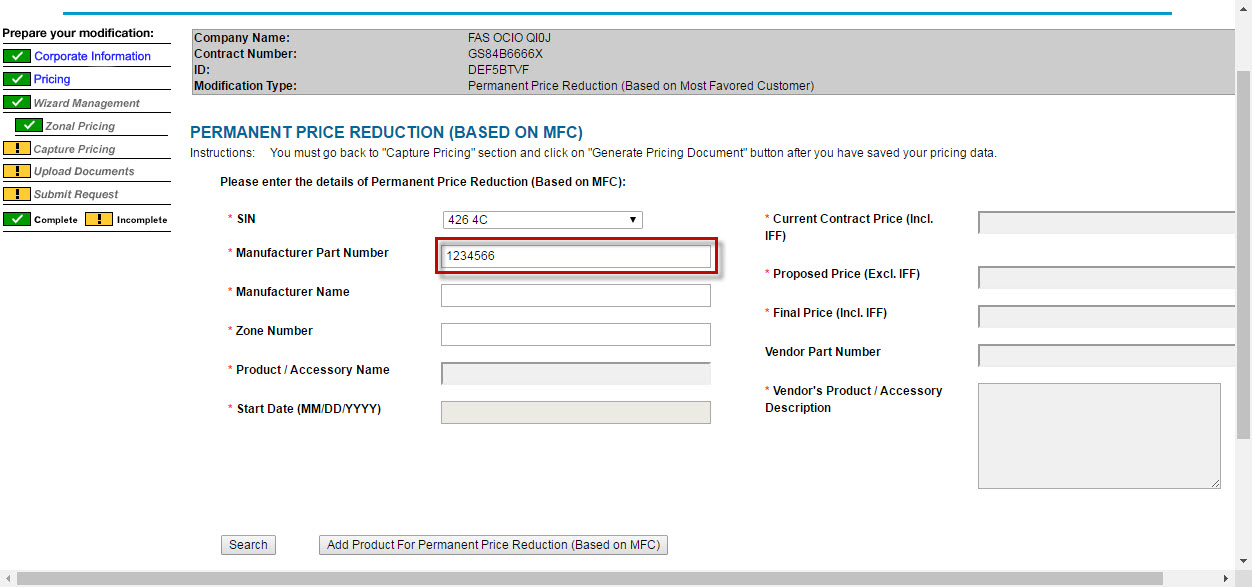 Prepare your modification:
Corporate Information
Pricing
Wizard Management
Zonal Pricing
Capture Pricing
Upload Documents
Submit Request
Complete Incomplete
Company Name: FAS OCIO QI0J
Contract Number: GS84B6666X
ID: DEF5BTVF
Modification Type: Permanent Price Reduction (Based on Most Favored Customer)
PERMANENT PRICE REDUCTION (BASED ON MFC)
Instructions: You must go back to "Capture Pricing" section and click on "Generate Pricing Document" button after you have saved your pricing data.
Please enter the details of Permanent Price Reduction (Based on MFC):
* SIN 426 4C
* Manufacturer Part Number 1234566
* Manufacturer Name
* Zone Number
* Product / Accessory Name
* Start Date (MM/DD/YYYY)
* Current Contract Price (Incl.
IFF)
* Proposed Price (Excl. IFF)
* Final Price (Incl. IFF)
Vendor Part Number
* Vendor's Product / Accessory
Description
Search Add Product For Permanent Price Reduction (Based on MFC)